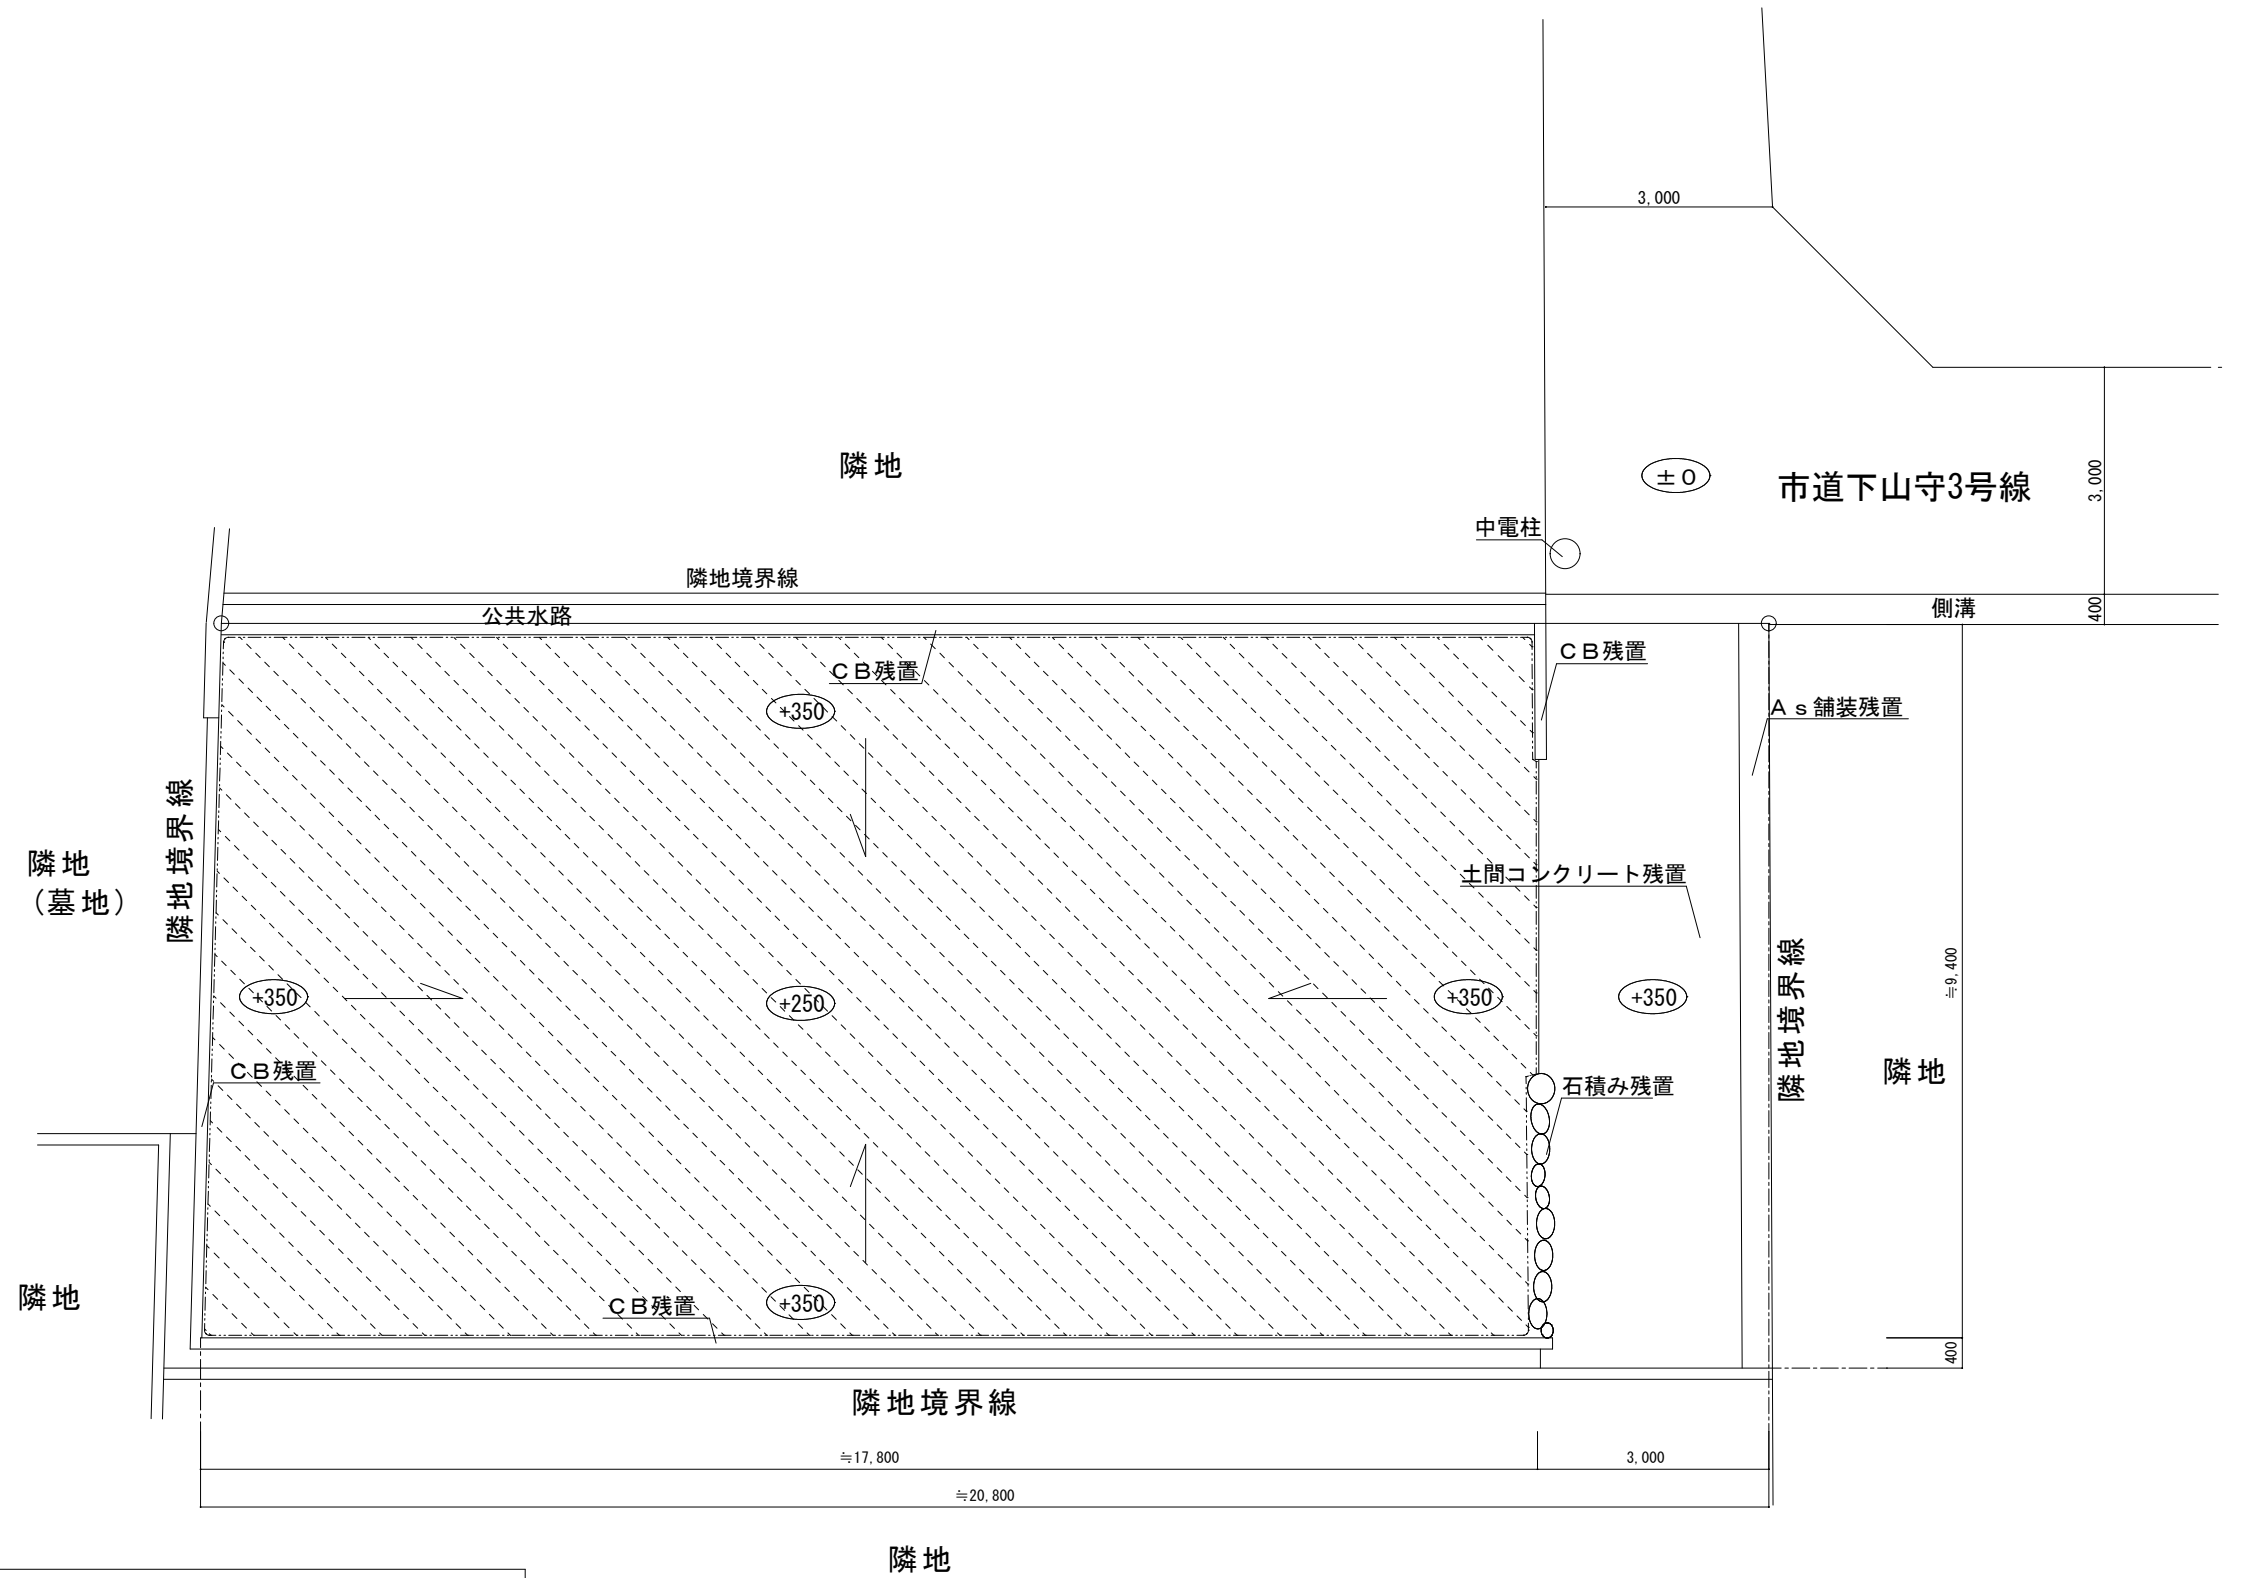 3,000
隣地
±0
市道下山守3号線
3,000
中電柱
隣地境界線
公共水路
側溝
400
CB残置
CB残置
+350
As舗装残置
隣地境界線
隣地
(墓地)
土間コンクリート残置
+350
+250
+350
+350
隣地境界線
≒9,400
CB残置
石積み残置
隣地
隣地
CB残置
+350
400
隣地境界線
≒17,800
3,000
≒20,800
隣地